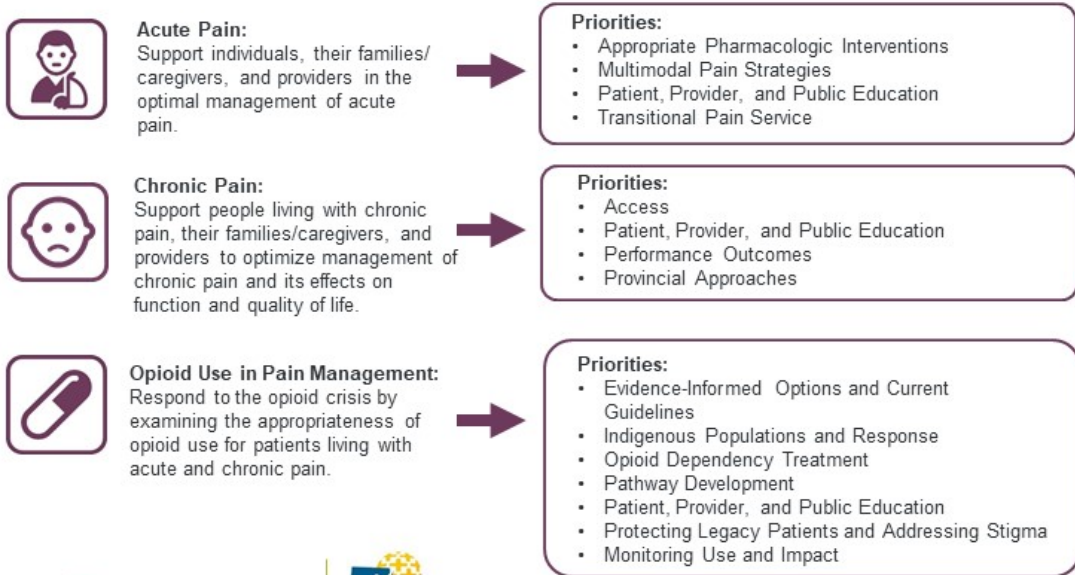 Acute Pain:
Support individuals, their families/
caregivers, and providers in the
optimal management of acute
pain.
Priorities:
• Appropriate Pharmacologic Interventions
• Multimodal Pain Strategies
• Patient, Provider, and Public Education
• Transitional Pain Service
Chronic Pain:
Support people living with chronic
pain, their families/caregivers, and
providers to optimize management of
chronic pain and its effects on
function and quality of life.
Priorities:
• Access
• Patient, Provider, and Public Education
• Performance Outcomes
• Provincial Approaches
Opioid Use in Pain Management:
Respond to the opioid crisis by
examining the appropriateness of
opioid use for patients living with
acute and chronic pain.
Priorities:
• Evidence-Informed Options and Current
Guidelines
• Indigenous Populations and Response
• Opioid Dependency Treatment
• Pathway Development
• Patient, Provider, and Public Education
• Protecting Legacy Patients and Addressing Stigma
• Monitoring Use and Impact